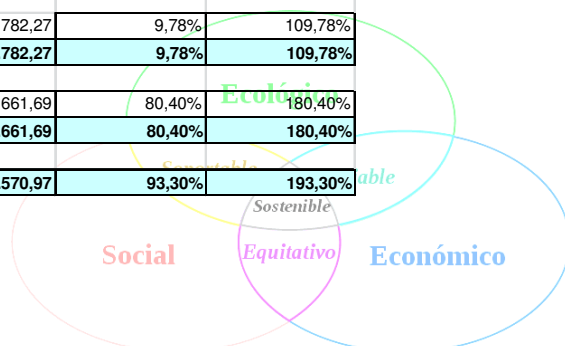 782,27 9,78% 109,78%
.782,27 9,78% 109,78%
Ecológico
661,69 80,40% 180,40%
661,69 80,40% 180,40%
Soportable
able
.570,97 93,30% 193,30%
Sostenible
Social Equitativo Económico